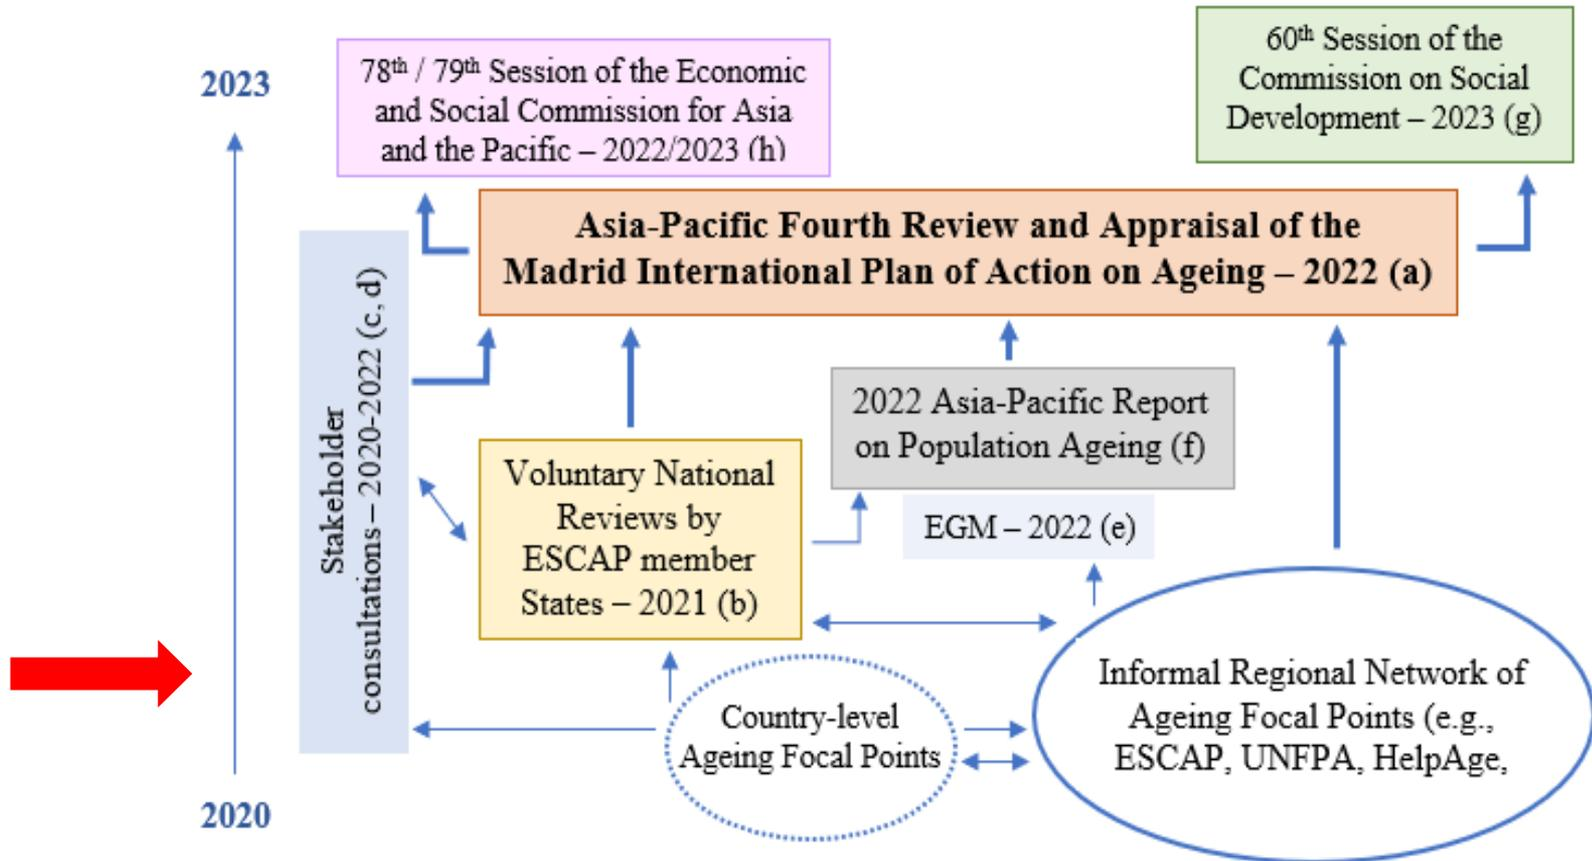 2023
78th / 79th Session of the Economic
and Social Commission for Asia
and the Pacific – 2022/2023 (h)
60th Session of the
Commission on Social
Development – 2023 (g)
Asia-Pacific Fourth Review and Appraisal of the
Madrid International Plan of Action on Ageing – 2022 (a)
Stakeholder
consultations – 2020-2022 (c, d)
2022 Asia-Pacific Report
on Population Ageing (f)
Voluntary National
Reviews by
ESCAP member
States – 2021 (b)
EGM – 2022 (e)
Country-level
Ageing Focal Points
Informal Regional Network of
Ageing Focal Points (e.g.,
ESCAP, UNFPA, HelpAge,
2020